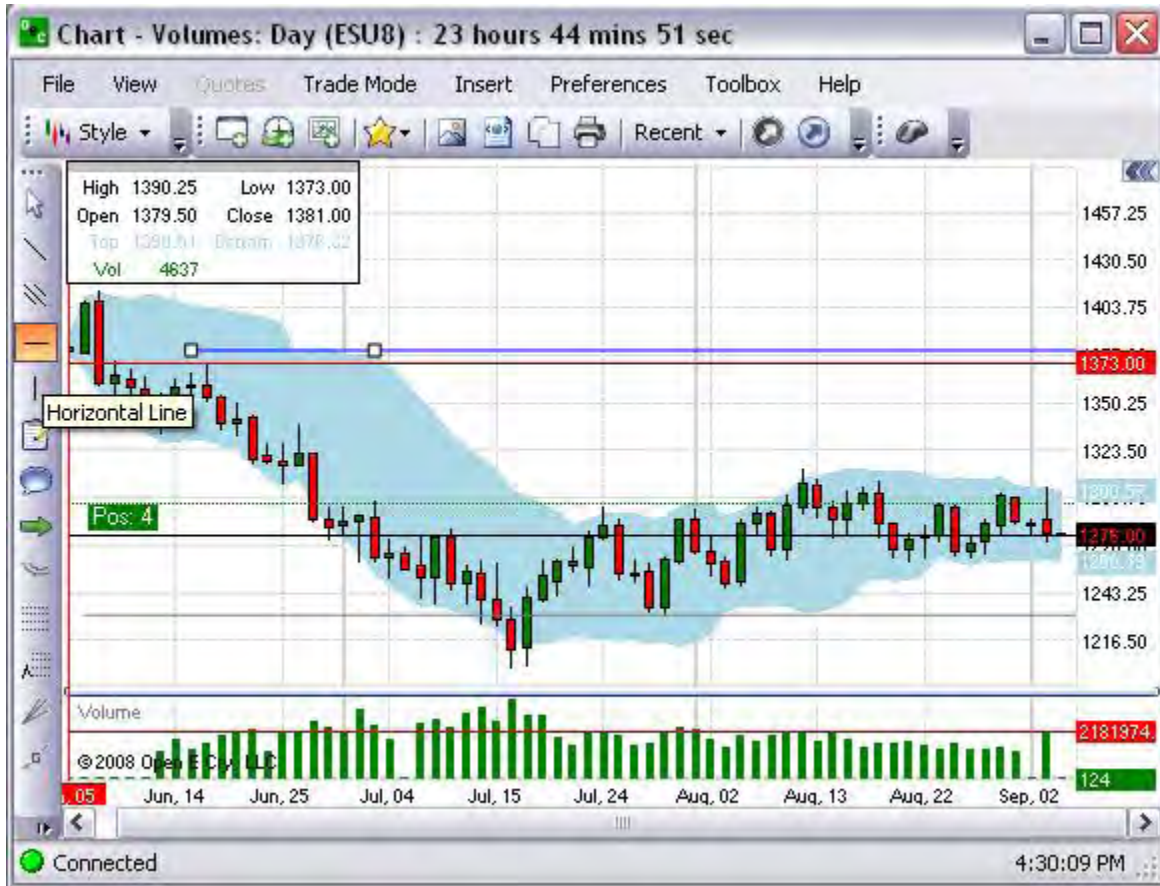 Chart - Volumes: Day (ESU8) : 23 hours 44 mins 51 sec
File View Quotes Trade Mode Insert Preferences Toolbox Help
Style Recent
High 1390.25 Low 1373.00
Open 1379.50 Close 1381.00
Top Bottom
Vol 4637
1457.25
1430.50
1403.75
1373.00
1350.25
Horizontal Line
1323.50
Pos: 4
1243.25
1216.50
Volume
2181974.
©2008 Open E Cry, LLC
124
, 05 Jun, 14 Jun, 25 Jul, 04 Jul, 15 Jul, 24 Aug, 02 Aug, 13 Aug, 22 Sep, 02
Connected 4:30:09 PM